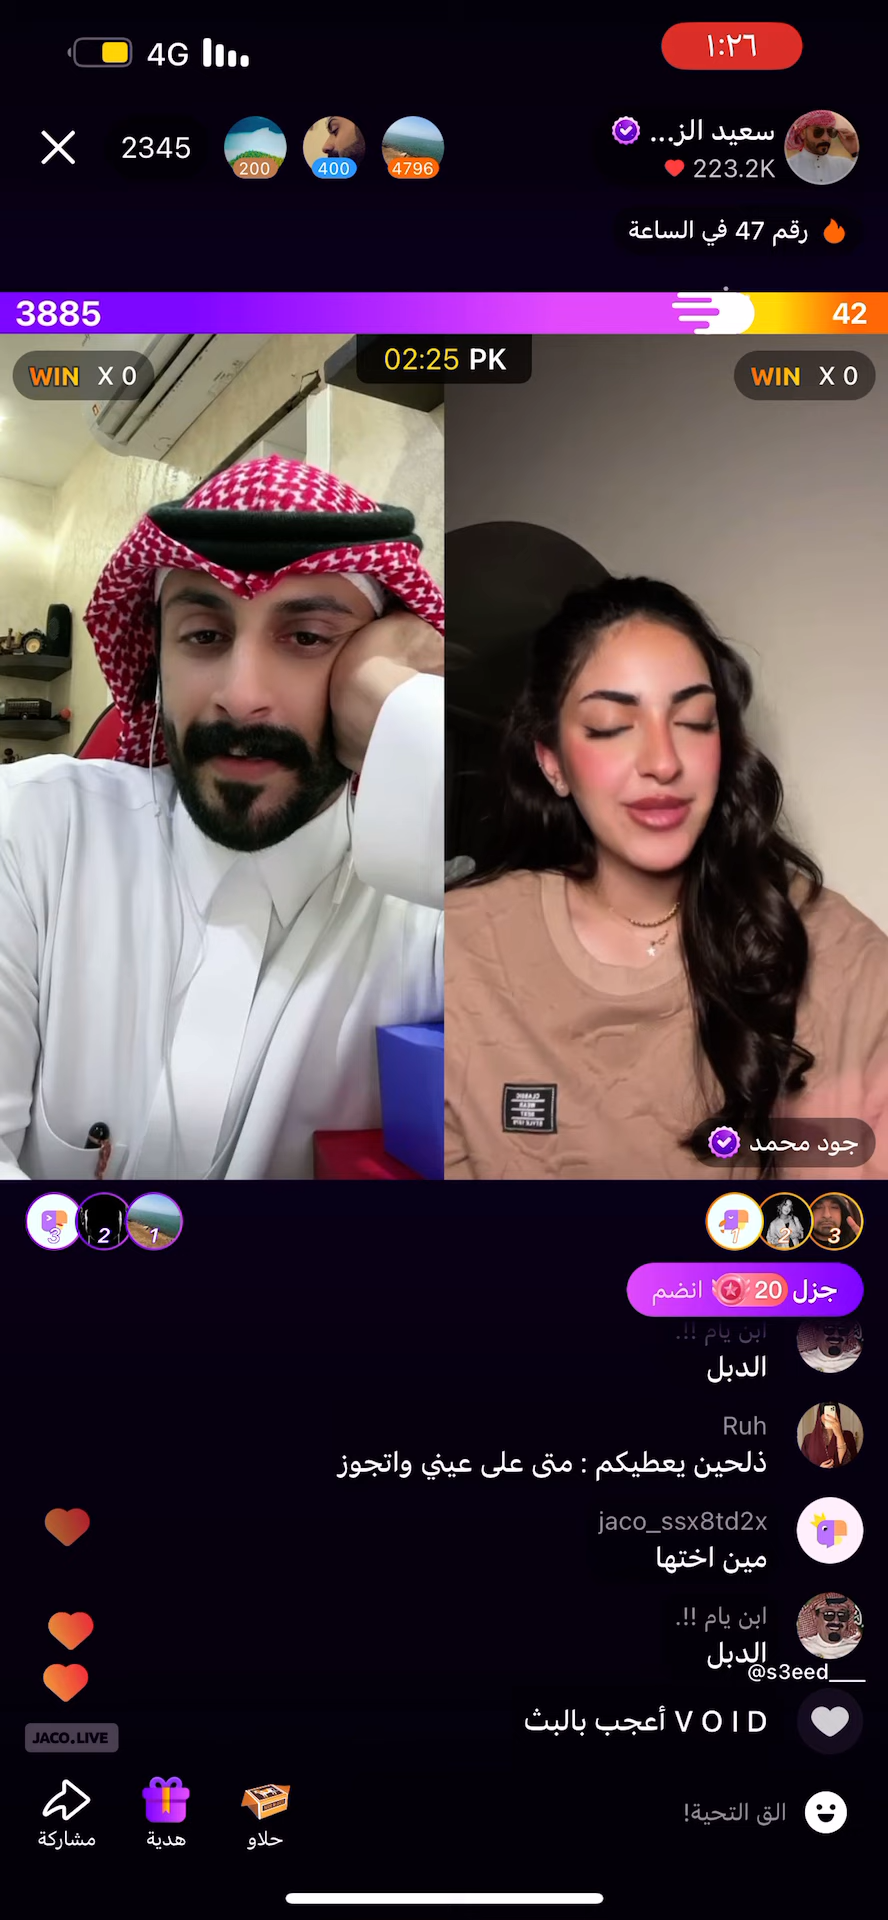 4G
١:٢٦
2345
200
400
4796
سعيد الز...
223.2K
رقم 47 في الساعة
3885
42
WIN X 0
02:25 PK
WIN X 0
جود محمد
3
2
1
1
2
3
جزل 20 انضم
ابن يام !!.
الدبل
Ruh
ذلحين يعطيكم : متى على عيني واتجوز
jaco_ssx8td2x
مين اختها
ابن يام !!.
الدبل
@s3eed___
V O I D أعجب بالبث
JACO.LIVE
مشاركة
هدية
حلاو
الق التحية!